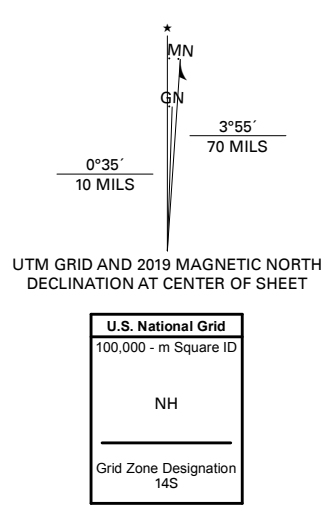 ★
MN
GN
3°55´
70 MILS
0°35´
10 MILS
UTM GRID AND 2019 MAGNETIC NORTH
DECLINATION AT CENTER OF SHEET
U.S. National Grid
100,000 - m Square ID
NH
Grid Zone Designation
14S